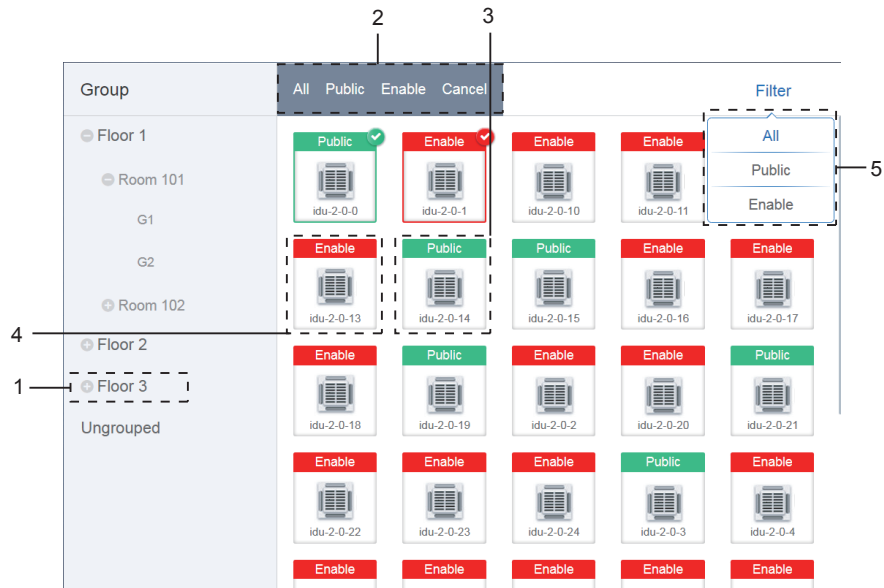 2
3
Group
All Public Enable Cancel
Filter
All
Public
Enable
5
Floor 1
Room 101
G1
G2
Room 102
4
Floor 2
1
Floor 3
Ungrouped
Public Enable Enable Enable
idu-2-0-0 idu-2-0-1 idu-2-0-10 idu-2-0-11
Enable Public Public Enable Enable
idu-2-0-13 idu-2-0-14 idu-2-0-15 idu-2-0-16 idu-2-0-17
Enable Public Enable Enable Public
idu-2-0-18 idu-2-0-19 idu-2-0-2 idu-2-0-20 idu-2-0-21
Enable Enable Enable Public Enable
idu-2-0-22 idu-2-0-23 idu-2-0-24 idu-2-0-3 idu-2-0-4
Enable Enable Enable Enable Enable